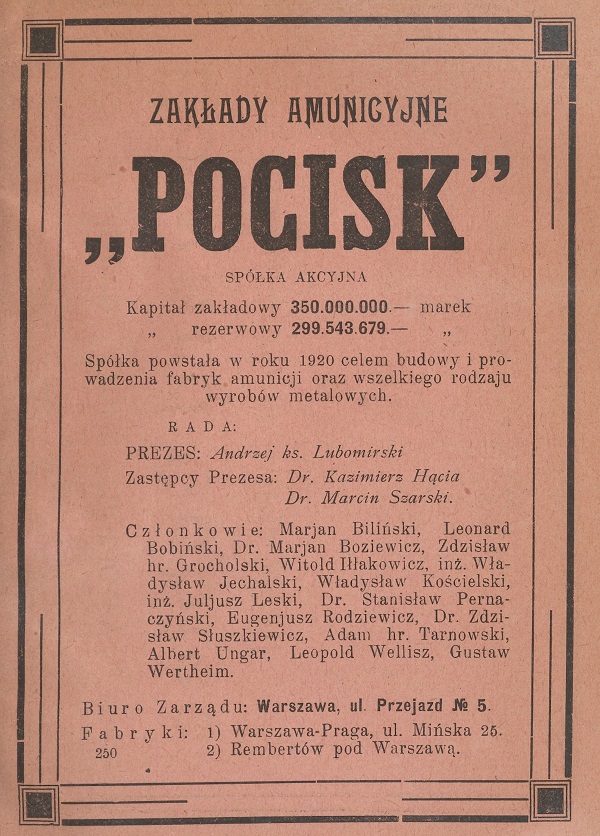 ZAKŁADY AMUNICYJNE
„POCISK”
SPÓŁKA AKCYJNA
Kapitał zakładowy 350.000.000.— marek
„ rezerwowy 299.543.679.— „
Spółka powstała w roku 1920 celem budowy i pro-
wadzenia fabryk amunicji oraz wszelkiego rodzaju
wyrobów metalowych.
RADA:
PREZES: Andrzej ks. Lubomirski
Zastępcy Prezesa: Dr. Kazimierz Hącia
Dr. Marcin Szarski.
Członkowie: Marjan Biliński, Leonard
Bobiński, Dr. Marjan Boziewicz, Zdzisław
hr. Grocholski, Witold Iłłakowicz, inż. Wła-
dysław Jechalski, Władysław Kościelski,
inż. Juljusz Leski, Dr. Stanisław Perna-
czyński, Eugenjusz Rodziewicz, Dr. Zdzi-
sław Słuszkiewicz, Adam hr. Tarnowski,
Albert Ungar, Leopold Wellisz, Gustaw
Wertheim.
Biuro Zarządu: Warszawa, ul. Przejazd № 5.
Fabryki: 1) Warszawa-Praga, ul. Mińska 25.
250 2) Rembertów pod Warszawą.